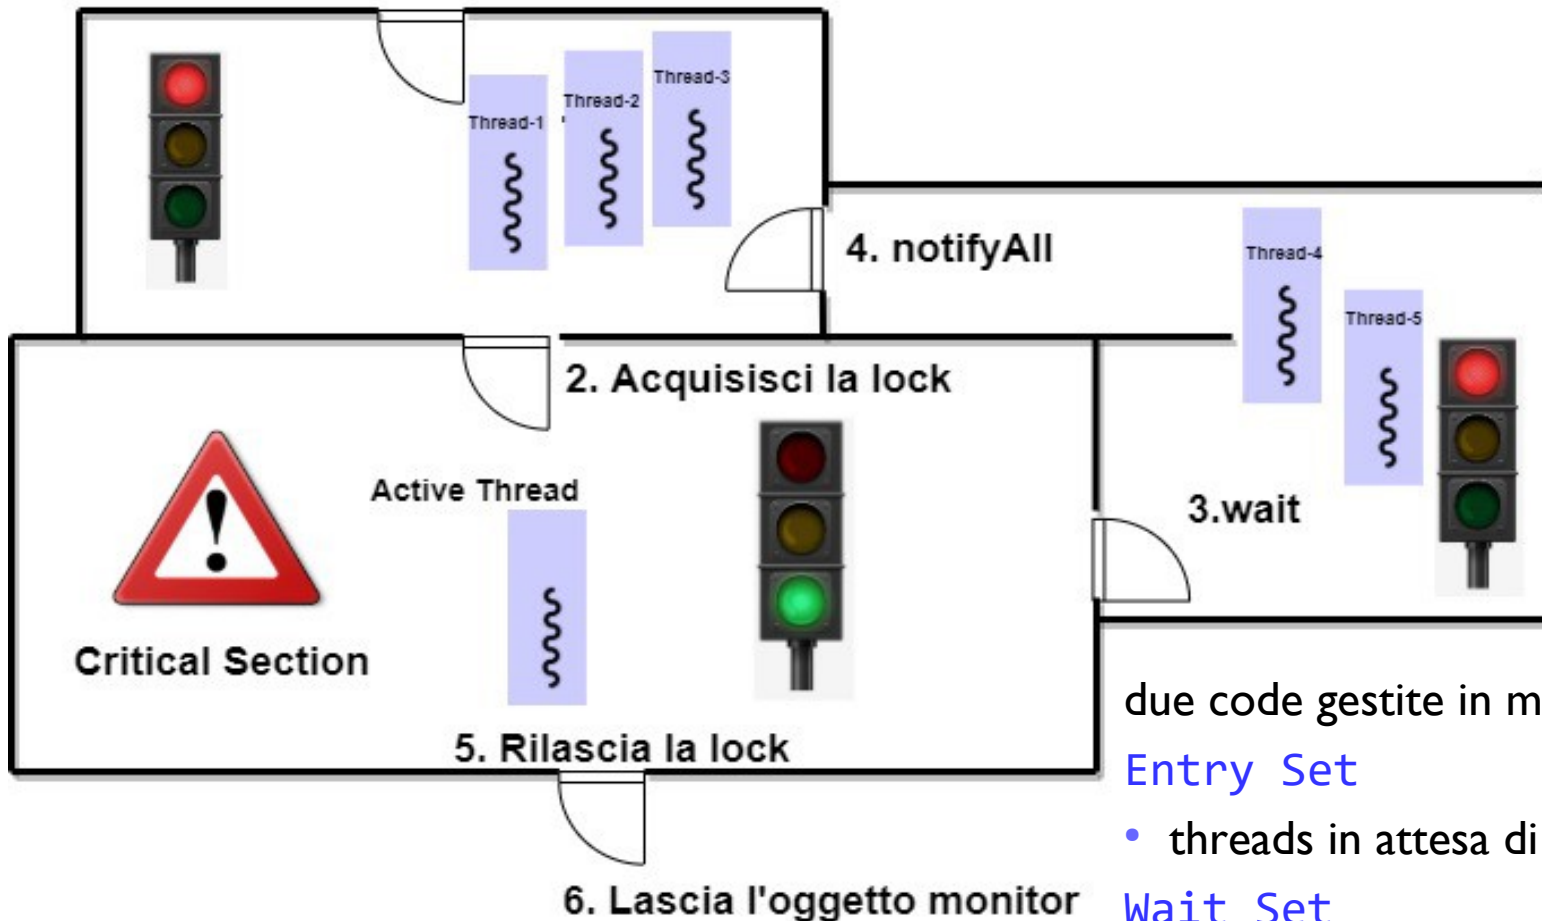 Thread-3
Thread-2
Thread-1
4. notifyAll
Thread-4
Thread-5
2. Acquisisci la lock
Active Thread
3.wait
Critical Section
5. Rilascia la lock
due code gestite in m
Entry Set
• threads in attesa di
Wait Set
6. Lascia l'oggetto monitor